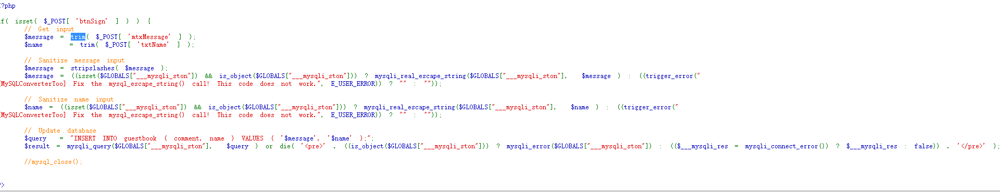 <?php
if( isset( $_POST[ 'btnSign' ] ) ) {
// Get input
$message = trim( $_POST[ 'mtxMessage' ] );
$name = trim( $_POST[ 'txtName' ] );
// Sanitize message input
$message = stripslashes( $message );
$message = ((isset($GLOBALS["___mysqli_ston"]) && is_object($GLOBALS["___mysqli_ston"])) ? mysqli_real_escape_string($GLOBALS["___mysqli_ston"], $message ) : ((trigger_error("
[MySQLConverterToo] Fix the mysql_escape_string() call! This code does not work.", E_USER_ERROR)) ? "" : ""));
// Sanitize name input
$name = ((isset($GLOBALS["___mysqli_ston"]) && is_object($GLOBALS["___mysqli_ston"])) ? mysqli_real_escape_string($GLOBALS["___mysqli_ston"], $name ) : ((trigger_error("
[MySQLConverterToo] Fix the mysql_escape_string() call! This code does not work.", E_USER_ERROR)) ? "" : ""));
// Update database
$query = "INSERT INTO guestbook ( comment, name ) VALUES ( '$message', '$name' );";
$result = mysqli_query($GLOBALS["___mysqli_ston"], $query ) or die( '<pre>' . ((is_object($GLOBALS["___mysqli_ston"])) ? mysqli_error($GLOBALS["___mysqli_ston"]) : (($___mysqli_res = mysqli_connect_error()) ? $___mysqli_res : false)) . '</pre>' );
//mysql_close();
?>